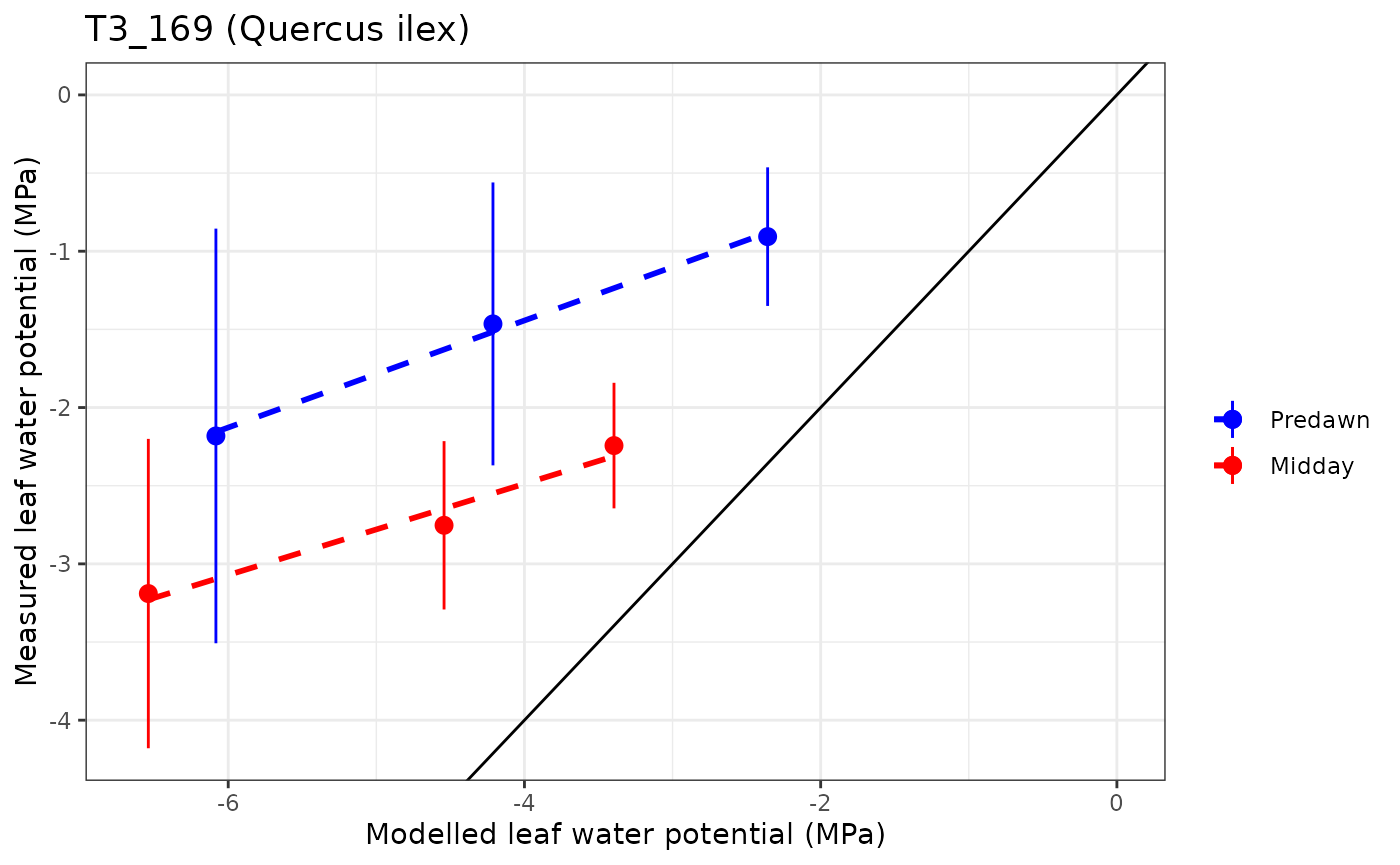 T3_169 (Quercus ilex)
Measured leaf water potential (MPa)
0
-1
-2
-3
-4
-6
-4
-2
0
Modelled leaf water potential (MPa)
Predawn
Midday